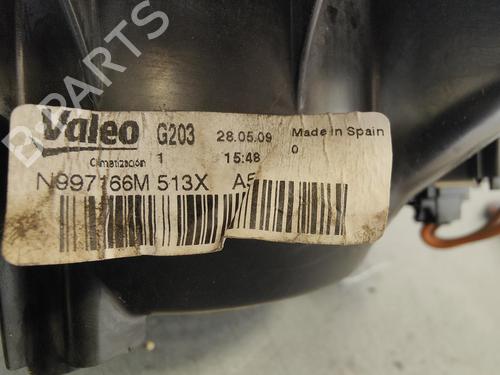 B-PARTS
Valeo G203 28.05.09 Made in Spain
Climatización 1 15:48 0
N997166M 513X A5